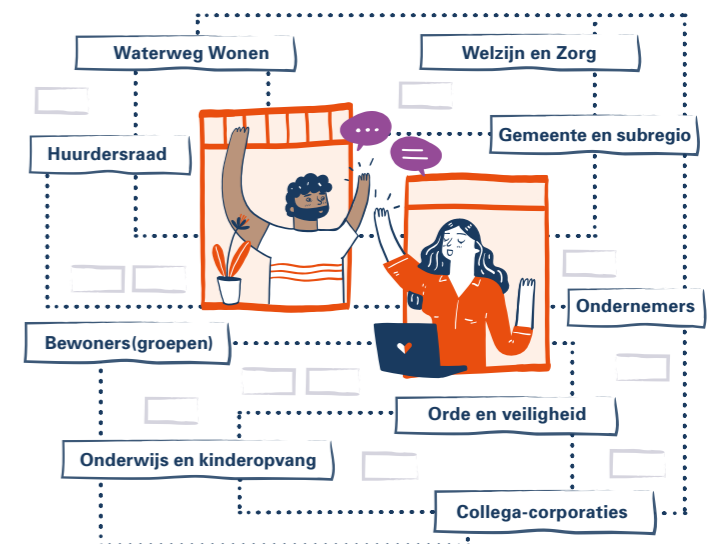 Waterweg Wonen
Welzijn en Zorg
Gemeente en subregio
Huurdersraad
Ondernemers
Bewoners(groepen)
Orde en veiligheid
Onderwijs en kinderopvang
Collega-corporaties